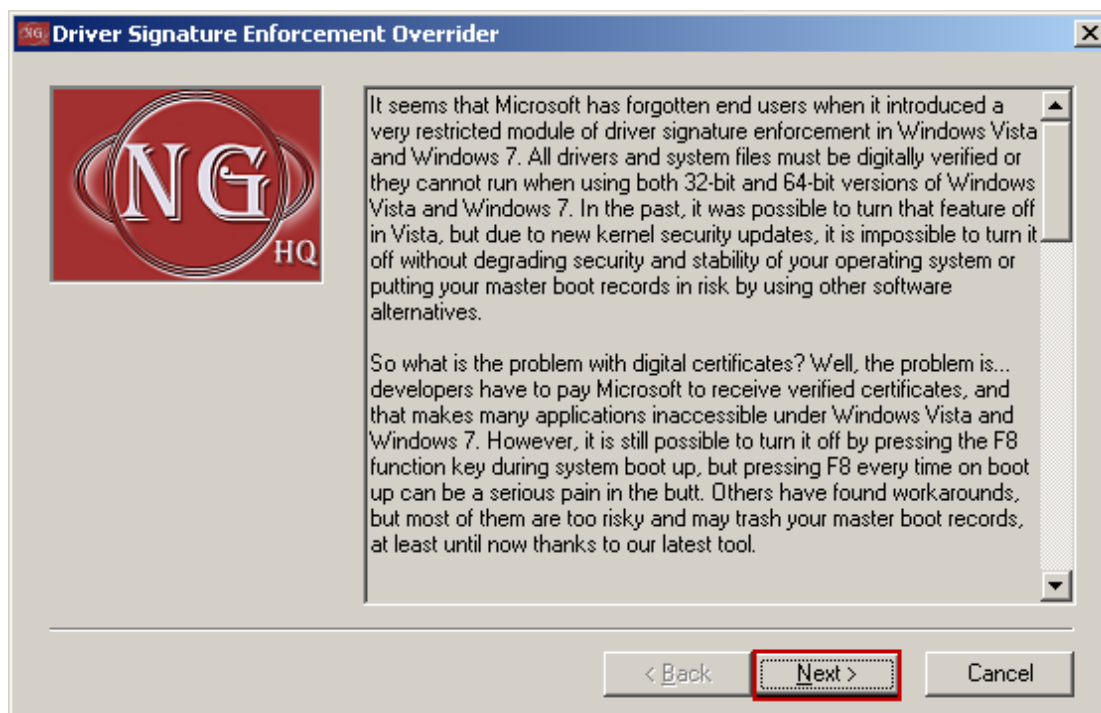 NG Driver Signature Enforcement Overrider
NG
HQ
It seems that Microsoft has forgotten end users when it introduced a
very restricted module of driver signature enforcement in Windows Vista
and Windows 7. All drivers and system files must be digitally verified or
they cannot run when using both 32-bit and 64-bit versions of Windows
Vista and Windows 7. In the past, it was possible to turn that feature off
in Vista, but due to new kernel security updates, it is impossible to turn it
off without degrading security and stability of your operating system or
putting your master boot records in risk by using other software
alternatives.
So what is the problem with digital certificates? Well, the problem is...
developers have to pay Microsoft to receive verified certificates, and
that makes many applications inaccessible under Windows Vista and
Windows 7. However, it is still possible to turn it off by pressing the F8
function key during system boot up, but pressing F8 every time on boot
up can be a serious pain in the butt. Others have found workarounds,
but most of them are too risky and may trash your master boot records,
at least until now thanks to our latest tool.
< Back Next > Cancel